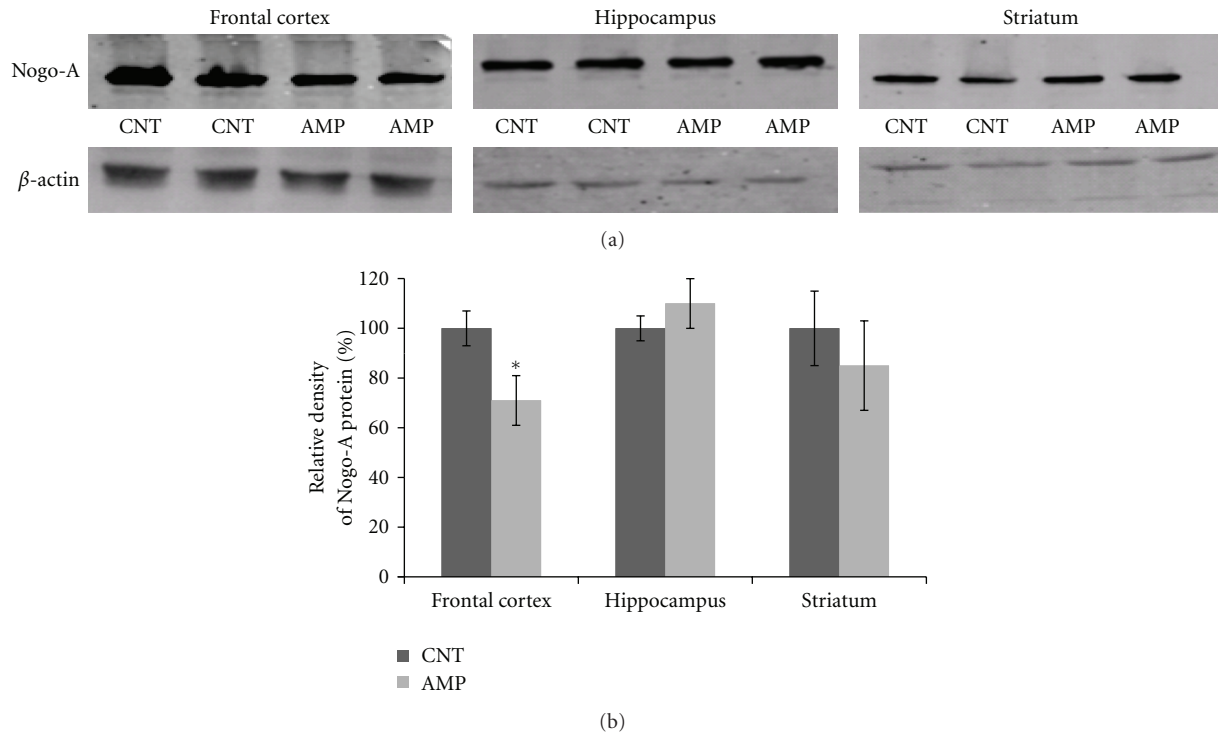 Frontal cortex
Hippocampus
Striatum
Nogo-A
CNT CNT AMP AMP
CNT CNT AMP AMP
CNT CNT AMP AMP
β-actin
(a)
120
100
80
60
40
20
0
Relative density
of Nogo-A protein (%)
*
Frontal cortex
Hippocampus
Striatum
CNT
AMP
(b)